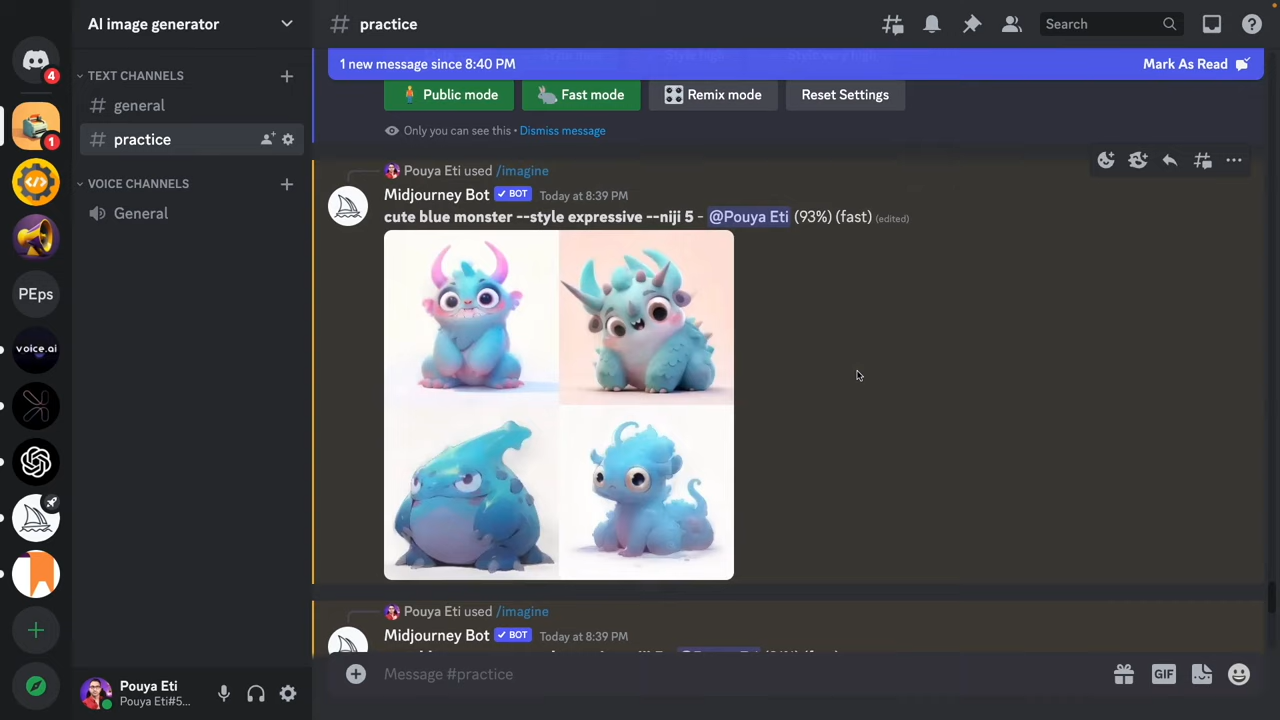 AI image generator
practice
Search
4
1 new message since 8:40 PM
Mark As Read
TEXT CHANNELS
general
practice
VOICE CHANNELS
General
1
PEps
voice.ai
Public mode
Fast mode
Remix mode
Reset Settings
Only you can see this • Dismiss message
Pouya Eti used /imagine
Midjourney Bot ✔ BOT Today at 8:39 PM
cute blue monster --style expressive --niji 5 - @Pouya Eti (93%) (fast) (edited)
Pouya Eti used /imagine
Midjourney Bot ✔ BOT Today at 8:39 PM
Message #practice
GIF
Pouya Eti
Pouya Eti#5...